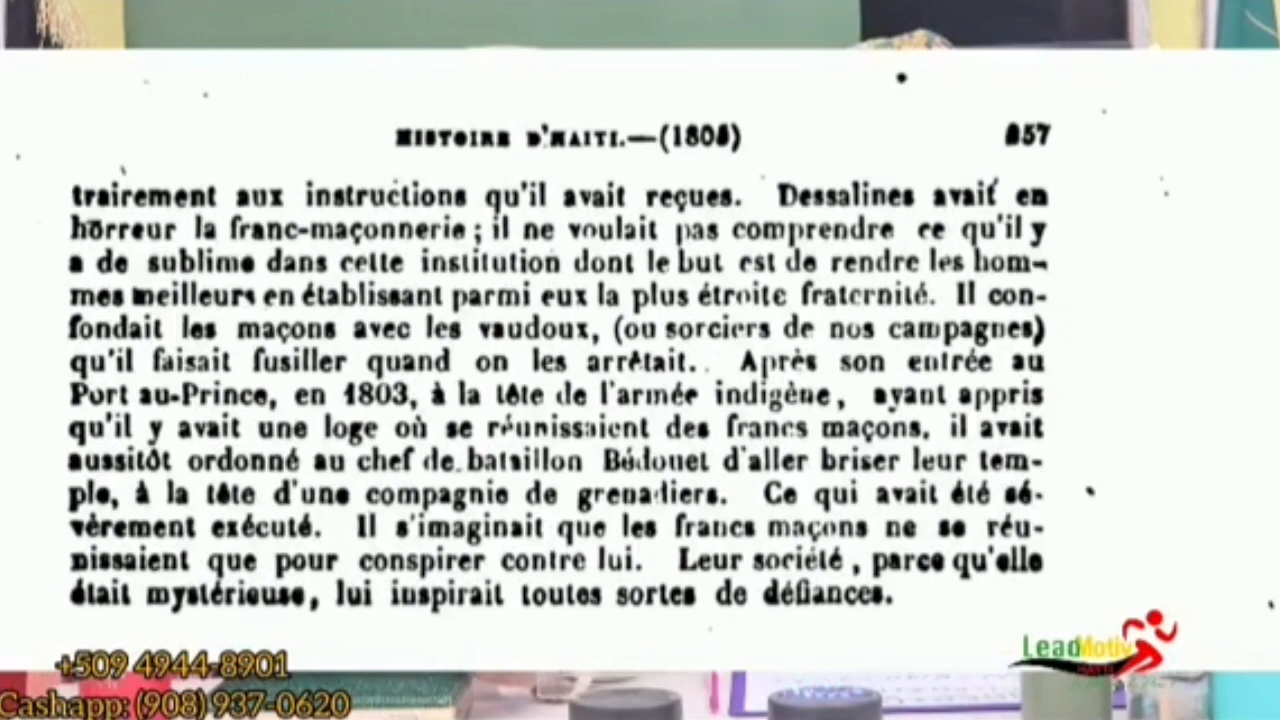 HISTOIRE D'HAITI.—(1805) 257
trairement aux instructions qu'il avait reçues. Dessalines avait en
horreur la franc-maçonnerie ; il ne voulait pas comprendre ce qu'il y
a de sublime dans cette institution dont le but est de rendre les hom-
mes meilleurs en établissant parmi eux la plus étroite fraternité. Il con-
fondait les maçons avec les vaudoux, (ou sorciers de nos campagnes)
qu'il faisait fusiller quand on les arrêtait. Après son entrée au
Port au-Prince, en 1803, à la tête de l'armée indigène, ayant appris
qu'il y avait une loge où se réunissaient des francs maçons, il avait
aussitôt ordonné au chef de bataillon Bédouet d'aller briser leur tem-
ple, à la tête d'une compagnie de grenadiers. Ce qui avait été sé-
vèrement exécuté. Il s'imaginait que les francs maçons ne se réu-
nissaient que pour conspirer contre lui. Leur société, parce qu'elle
était mystérieuse, lui inspirait toutes sortes de défiances.
+509 4944-8901
Cashapp: (908) 937-0620
LeadMotiv